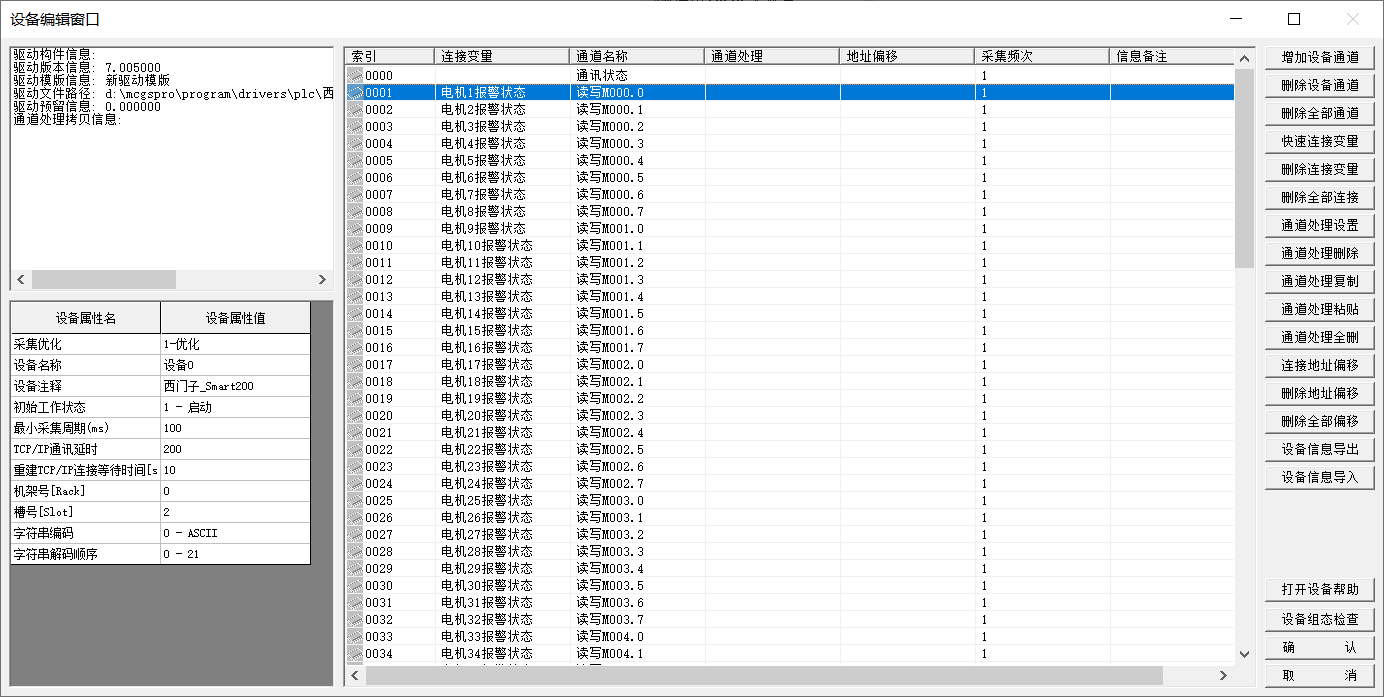 设备编辑窗口
驱动构件信息:
驱动版本信息: 7.005000
驱动模版信息: 新驱动模版
驱动文件路径: d:\mcgspro\program\drivers\plc\西
驱动预留信息: 0.000000
通道处理拷贝信息:
设备属性名 设备属性值
采集优化 1-优化
设备名称 设备0
设备注释 西门子_Smart200
初始工作状态 1 - 启动
最小采集周期(ms) 100
TCP/IP通讯延时 200
重建TCP/IP连接等待时间[s 10
机架号[Rack] 0
槽号[Slot] 2
字符串编码 0 - ASCII
字符串解码顺序 0 - 21
索引 连接变量 通道名称 通道处理 地址偏移 采集频次 信息备注
0000 通讯状态 1
0001 电机1报警状态 读写M000.0 1
0002 电机2报警状态 读写M000.1 1
0003 电机3报警状态 读写M000.2 1
0004 电机4报警状态 读写M000.3 1
0005 电机5报警状态 读写M000.4 1
0006 电机6报警状态 读写M000.5 1
0007 电机7报警状态 读写M000.6 1
0008 电机8报警状态 读写M000.7 1
0009 电机9报警状态 读写M001.0 1
0010 电机10报警状态 读写M001.1 1
0011 电机11报警状态 读写M001.2 1
0012 电机12报警状态 读写M001.3 1
0013 电机13报警状态 读写M001.4 1
0014 电机14报警状态 读写M001.5 1
0015 电机15报警状态 读写M001.6 1
0016 电机16报警状态 读写M001.7 1
0017 电机17报警状态 读写M002.0 1
0018 电机18报警状态 读写M002.1 1
0019 电机19报警状态 读写M002.2 1
0020 电机20报警状态 读写M002.3 1
0021 电机21报警状态 读写M002.4 1
0022 电机22报警状态 读写M002.5 1
0023 电机23报警状态 读写M002.6 1
0024 电机24报警状态 读写M002.7 1
0025 电机25报警状态 读写M003.0 1
0026 电机26报警状态 读写M003.1 1
0027 电机27报警状态 读写M003.2 1
0028 电机28报警状态 读写M003.3 1
0029 电机29报警状态 读写M003.4 1
0030 电机30报警状态 读写M003.5 1
0031 电机31报警状态 读写M003.6 1
0032 电机32报警状态 读写M003.7 1
0033 电机33报警状态 读写M004.0 1
0034 电机34报警状态 读写M004.1 1
增加设备通道
删除设备通道
删除全部通道
快速连接变量
删除连接变量
删除全部连接
通道处理设置
通道处理删除
通道处理复制
通道处理粘贴
通道处理全删
连接地址偏移
删除地址偏移
删除全部偏移
设备信息导出
设备信息导入
打开设备帮助
设备组态检查
确 认
取 消